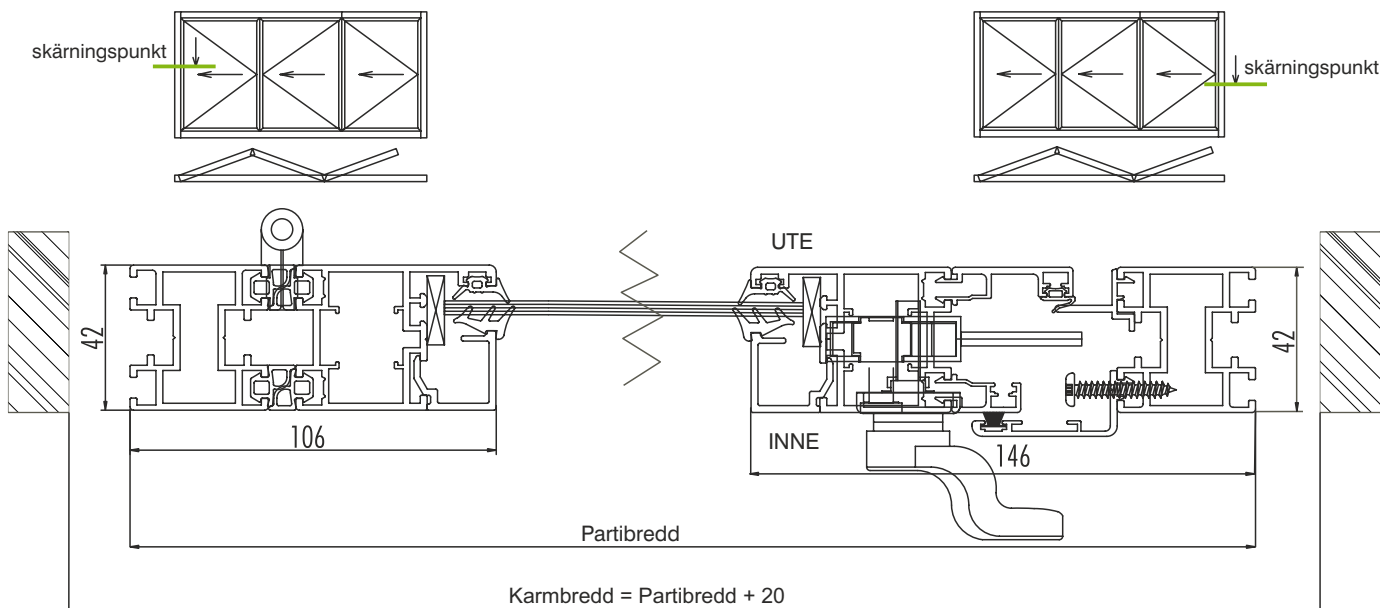 skärningspunkt
skärningspunkt
UTE
42
42
106
INNE
146
Partibredd
Karmbredd = Partibredd + 20